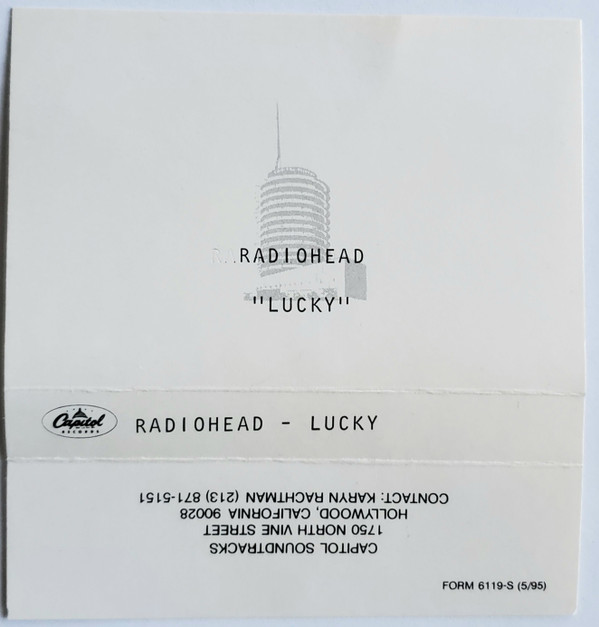 RADIOHEAD
"LUCKY"
Capitol
RECORDS
RADIOHEAD - LUCKY
CAPITOL SOUNDTRACKS
1750 NORTH VINE STREET
HOLLYWOOD, CALIFORNIA 90028
CONTACT: KARYN RACHTMAN (213) 871-5151
FORM 6119-S (5/95)